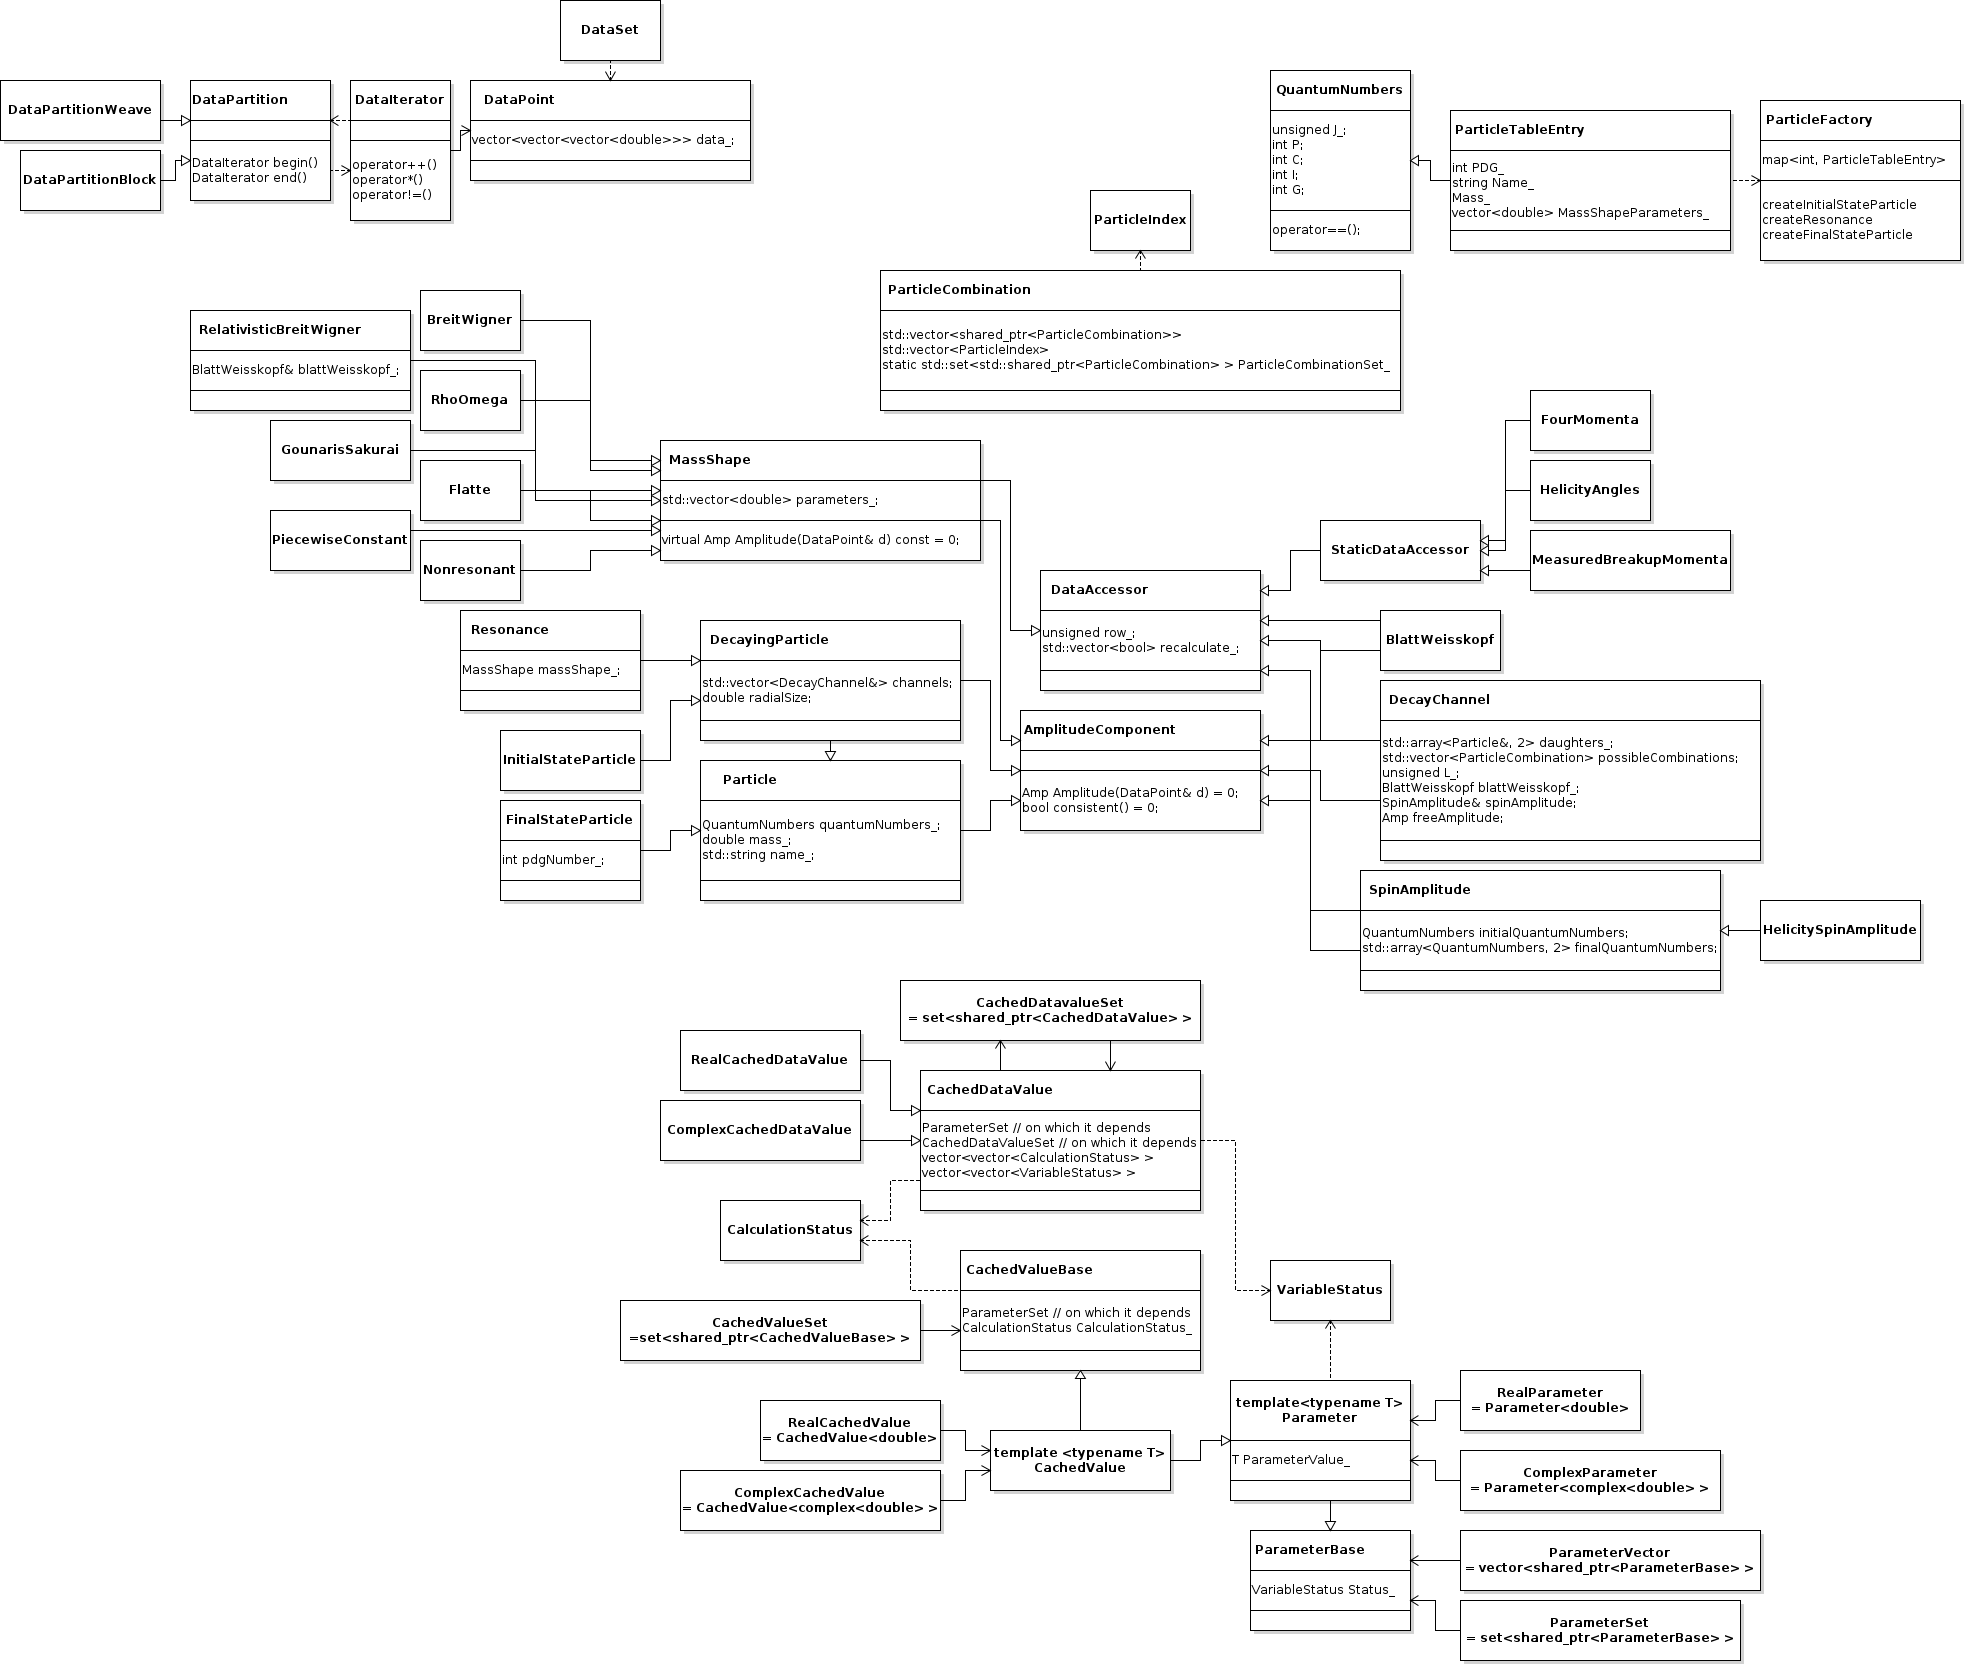 DataSet
DataPartitionWeave
DataPartitionBlock
DataPartition
DataIterator begin()
DataIterator end()
DataIterator
operator++()
operator*()
operator!=()
DataPoint
vector<vector<vector<double>>> data_;
QuantumNumbers
unsigned J_;
int P;
int C;
int I;
int G;
operator==();
ParticleTableEntry
int PDG_
string Name_
Mass_
vector<double> MassShapeParameters_
ParticleFactory
map<int, ParticleTableEntry>
createInitialStateParticle
createResonance
createFinalStateParticle
ParticleIndex
ParticleCombination
std::vector<shared_ptr<ParticleCombination>>
std::vector<ParticleIndex>
static std::set<std::shared_ptr<ParticleCombination> > ParticleCombinationSet_
RelativisticBreitWigner
BlattWeisskopf& blattWeisskopf_;
BreitWigner
RhoOmega
GounarisSakurai
Flatte
PiecewiseConstant
Nonresonant
MassShape
std::vector<double> parameters_;
virtual Amp Amplitude(DataPoint& d) const = 0;
FourMomenta
HelicityAngles
MeasuredBreakupMomenta
StaticDataAccessor
DataAccessor
unsigned row_;
std::vector<bool> recalculate_;
BlattWeisskopf
Resonance
MassShape massShape_;
DecayingParticle
std::vector<DecayChannel&> channels;
double radialSize;
InitialStateParticle
FinalStateParticle
int pdgNumber_;
Particle
QuantumNumbers quantumNumbers_;
double mass_;
std::string name_;
AmplitudeComponent
Amp Amplitude(DataPoint& d) = 0;
bool consistent() = 0;
DecayChannel
std::array<Particle&, 2> daughters_;
std::vector<ParticleCombination> possibleCombinations;
unsigned L_;
BlattWeisskopf blattWeisskopf_;
SpinAmplitude& spinAmplitude;
Amp freeAmplitude;
SpinAmplitude
QuantumNumbers initialQuantumNumbers;
std::array<QuantumNumbers, 2> finalQuantumNumbers;
HelicitySpinAmplitude
CachedDatavalueSet
= set<shared_ptr<CachedDataValue> >
RealCachedDataValue
ComplexCachedDataValue
CachedDataValue
ParameterSet // on which it depends
CachedDataValueSet // on which it depends
vector<vector<CalculationStatus> >
vector<vector<VariableStatus> >
CalculationStatus
CachedValueBase
ParameterSet // on which it depends
CalculationStatus CalculationStatus_
CachedValueSet
=set<shared_ptr<CachedValueBase> >
VariableStatus
RealCachedValue
= CachedValue<double>
ComplexCachedValue
= CachedValue<complex<double> >
template <typename T>
CachedValue
template<typename T>
Parameter
T ParameterValue_
RealParameter
= Parameter<double>
ComplexParameter
= Parameter<complex<double> >
ParameterBase
VariableStatus Status_
ParameterVector
= vector<shared_ptr<ParameterBase> >
ParameterSet
= set<shared_ptr<ParameterBase> >